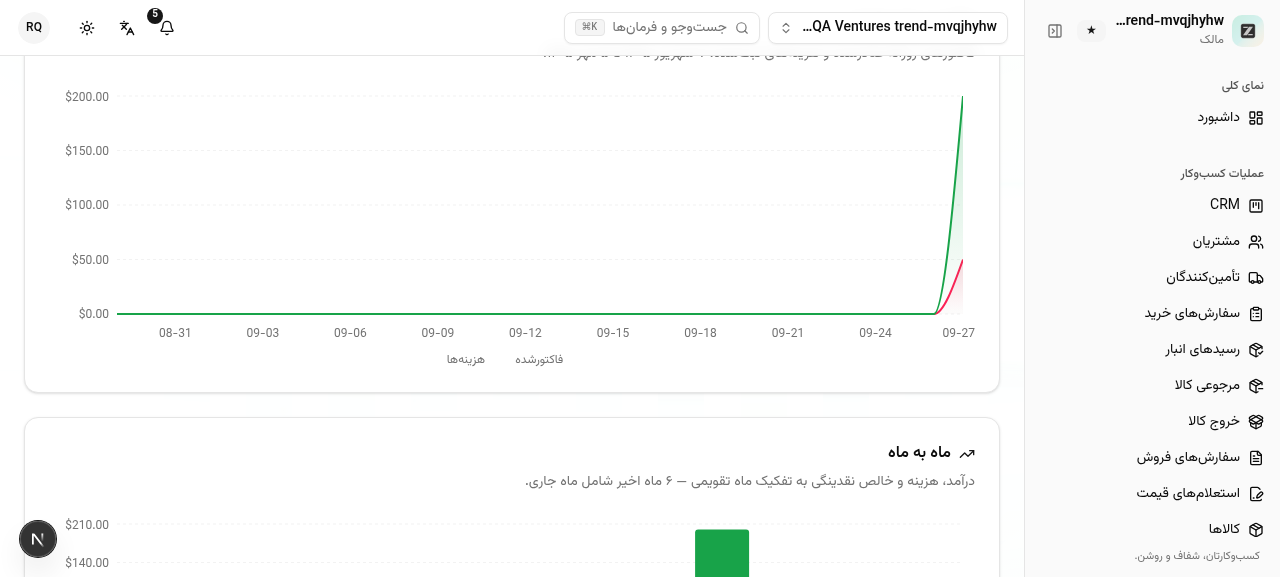 …rend-mvqjhyhw
مالک
نمای کلی
داشبورد
عملیات کسب‌وکار
CRM
مشتریان
تأمین‌کنندگان
سفارش‌های خرید
رسیدهای انبار
مرجوعی کالا
خروج کالا
سفارش‌های فروش
استعلام‌های قیمت
کالاها
کسب‌وکارتان، شفاف و روشن.
QA Ventures trend-mvqjhyhw…
جست‌وجو و فرمان‌ها
⌘K
5
RQ
$200.00
$150.00
$100.00
$50.00
$0.00
08-31 09-03 09-06 09-09 09-12 09-15 09-18 09-21 09-24 09-27
فاکتورشده هزینه‌ها
ماه به ماه
درآمد، هزینه و خالص نقدینگی به تفکیک ماه تقویمی — ۶ ماه اخیر شامل ماه جاری.
$210.00
$140.00
N